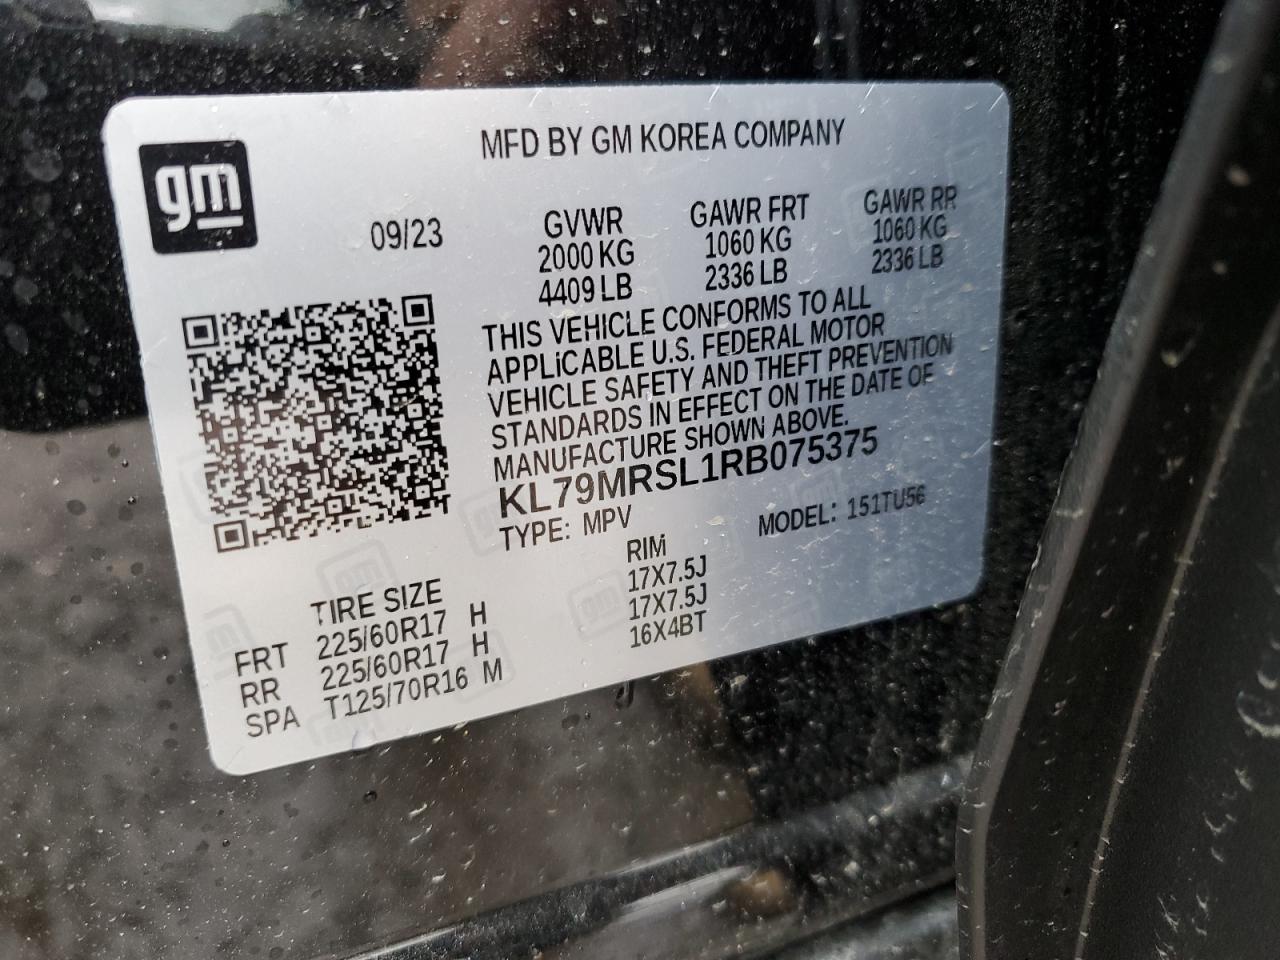 gm
MFD BY GM KOREA COMPANY
09/23
GVWR
2000 KG
4409 LB
GAWR FRT
1060 KG
2336 LB
GAWR RR
1060 KG
2336 LB
THIS VEHICLE CONFORMS TO ALL
APPLICABLE U.S. FEDERAL MOTOR
VEHICLE SAFETY AND THEFT PREVENTION
STANDARDS IN EFFECT ON THE DATE OF
MANUFACTURE SHOWN ABOVE.
KL79MRSL1RB075375
TYPE: MPV
MODEL: 151TU56
TIRE SIZE
RIM
FRT 225/60R17 H 17X7.5J
RR 225/60R17 H 17X7.5J
SPA T125/70R16 M 16X4BT